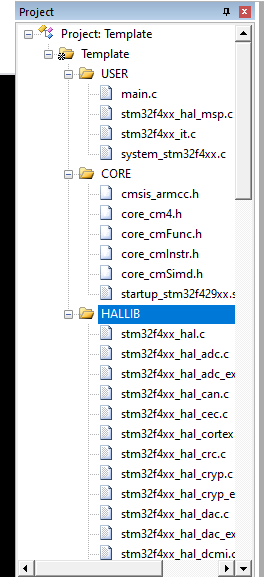 Project
Project: Template
Template
USER
main.c
stm32f4xx_hal_msp.c
stm32f4xx_it.c
system_stm32f4xx.c
CORE
cmsis_armcc.h
core_cm4.h
core_cmFunc.h
core_cmInstr.h
core_cmSimd.h
startup_stm32f429xx.s
HALLIB
stm32f4xx_hal.c
stm32f4xx_hal_adc.c
stm32f4xx_hal_adc_ex
stm32f4xx_hal_can.c
stm32f4xx_hal_cec.c
stm32f4xx_hal_cortex
stm32f4xx_hal_crc.c
stm32f4xx_hal_cryp.c
stm32f4xx_hal_cryp_e
stm32f4xx_hal_dac.c
stm32f4xx_hal_dac_ex
stm32f4xx_hal_dcmi.c